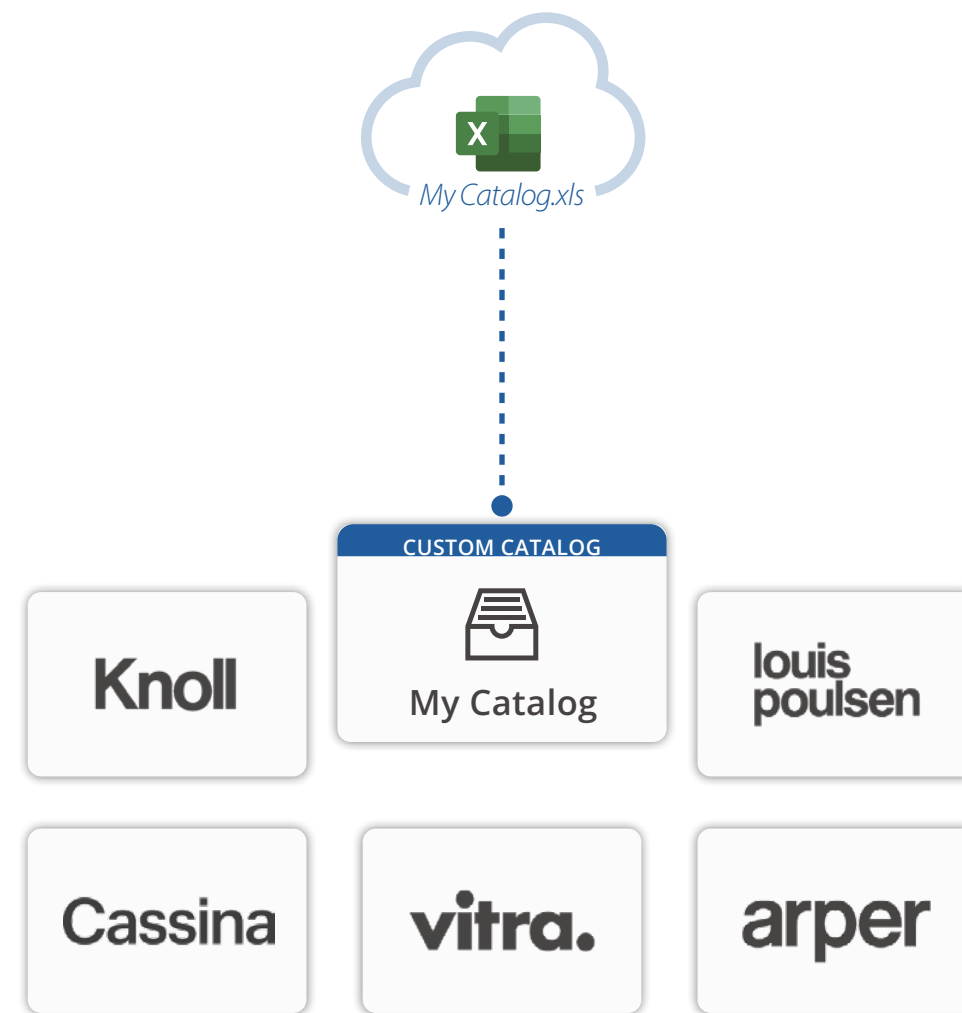 X
My Catalog.xls
CUSTOM CATALOG
My Catalog
Knoll
louis
poulsen
Cassina
vitra.
arper